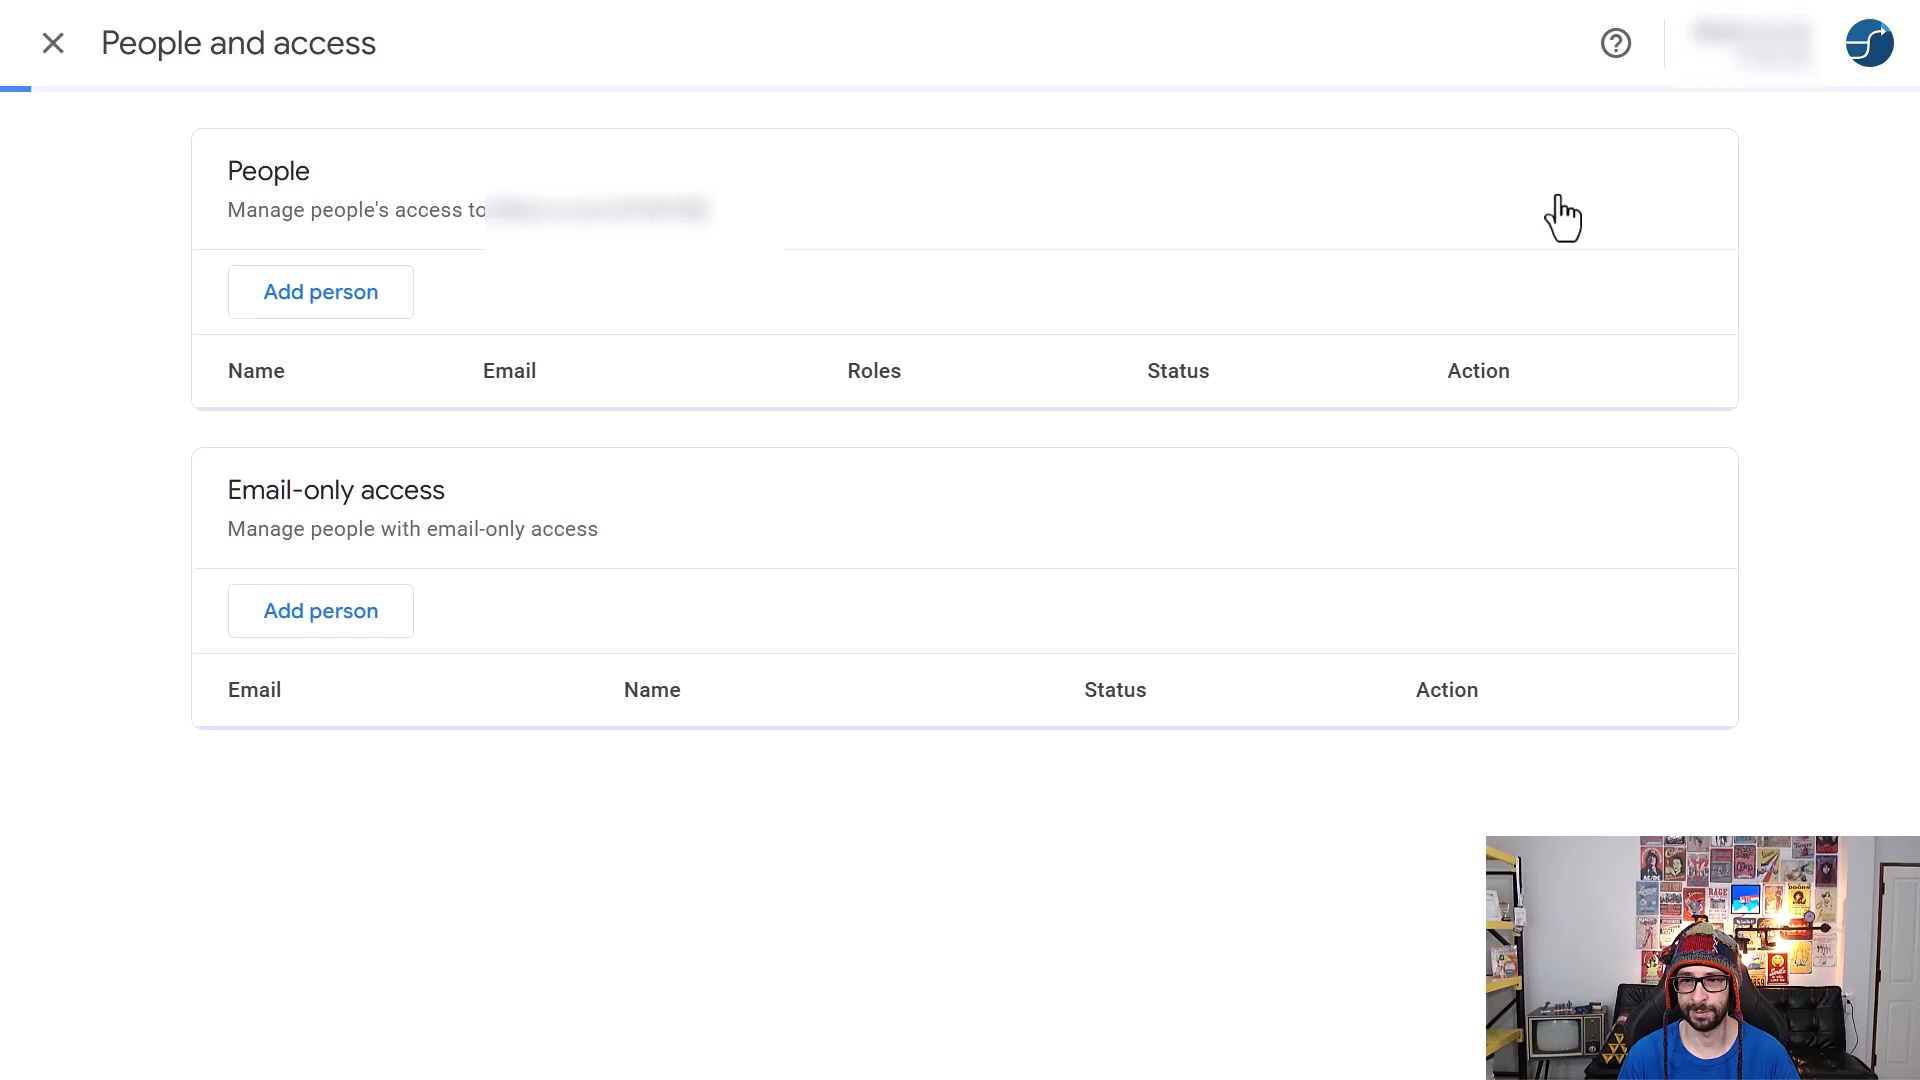 People and access
People
Manage people's access to
Add person
Name Email Roles Status Action
Email-only access
Manage people with email-only access
Add person
Email Name Status Action